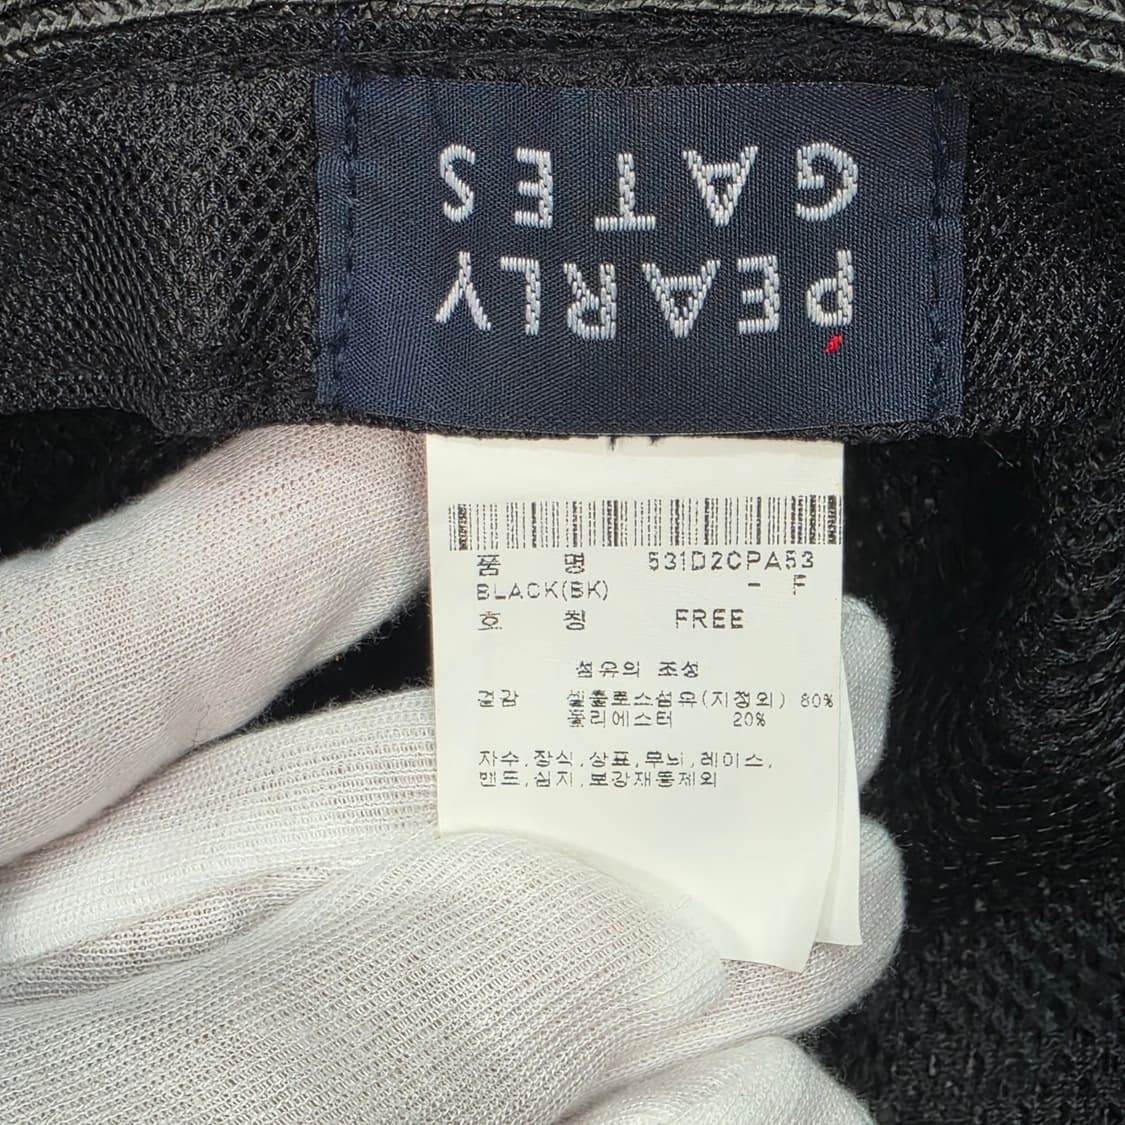 PEARLY
GATES
품 명 531D2CPA53
BLACK(BK) - F
호 칭 FREE
섬유의 조성
겉감 셀룰로스섬유(지정외) 80%
폴리에스터 20%
자수,장식,상표,무늬,레이스,
밴드,심지,보강재등제외